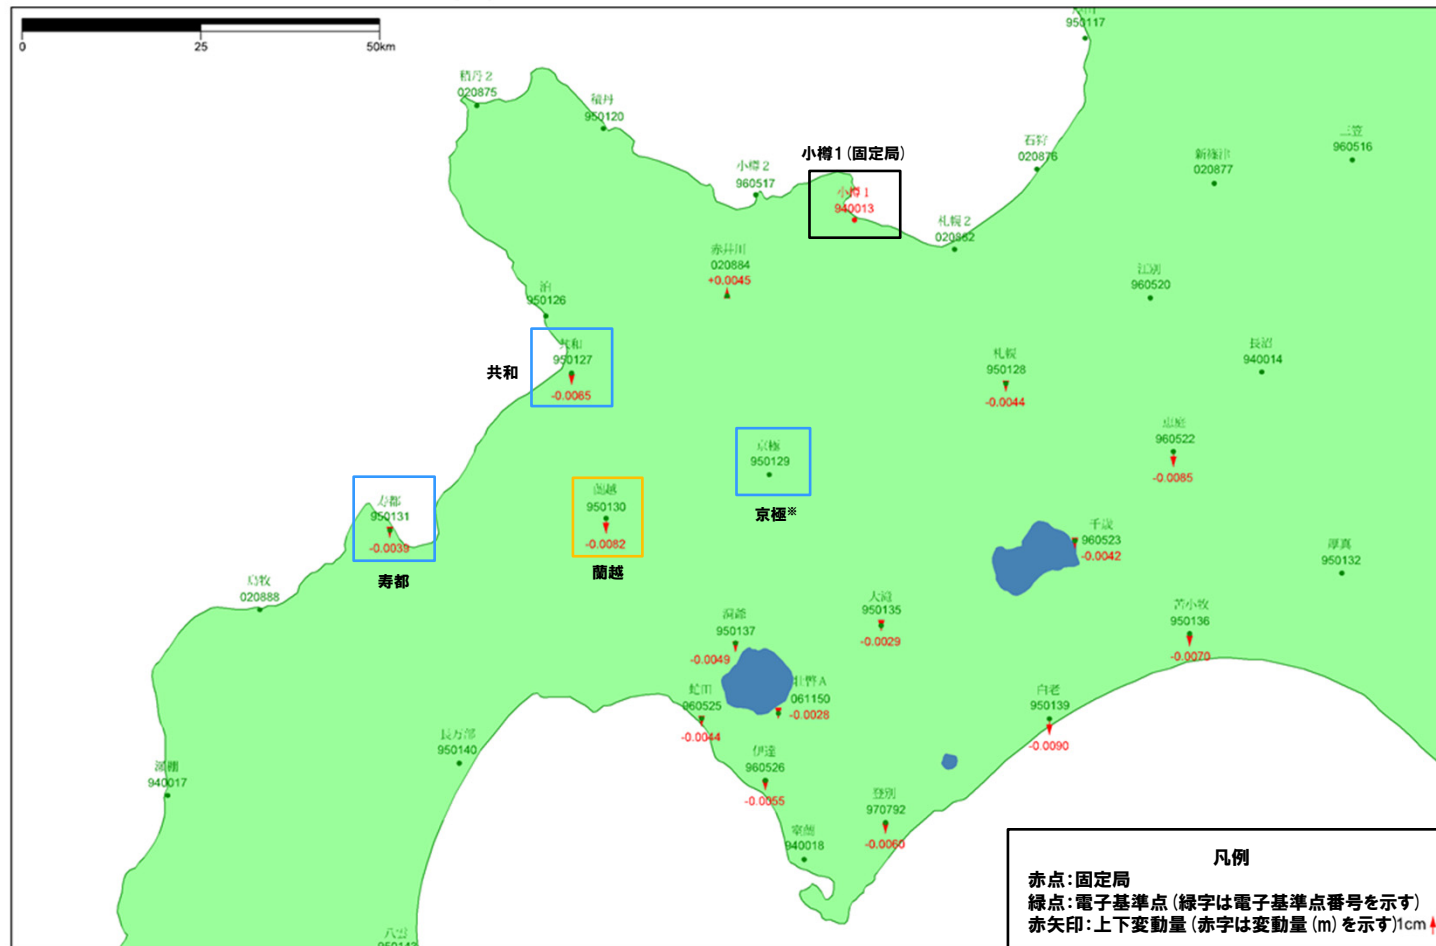 0
25
50km
950117
積丹２
020875
積丹
950120
小樽２
960517
小樽1(固定局)
小樽１
940013
札幌２
020882
石狩
020876
新篠津
020877
三笠
960516
赤井川
020884
+0.0045
江別
960520
泊
950126
共和
共和
950127
-0.0065
札幌
950128
-0.0044
長沼
940014
恵庭
960522
-0.0085
京極
950129
京極※
寿都
950131
-0.0039
寿都
蘭越
950130
-0.0082
蘭越
千歳
960523
-0.0042
厚真
950132
島牧
020888
大滝
950135
-0.0029
苫小牧
950136
-0.0070
洞爺
950137
-0.0049
壮瞥Ａ
061150
-0.0028
虻田
960525
-0.0044
白老
950139
-0.0090
長万部
950140
伊達
960526
-0.0055
940017
登別
970792
-0.0060
室蘭
940018
八雲
950143
凡例
赤点:固定局
緑点:電子基準点(緑字は電子基準点番号を示す)
赤矢印:上下変動量(赤字は変動量(m)を示す)
1cm